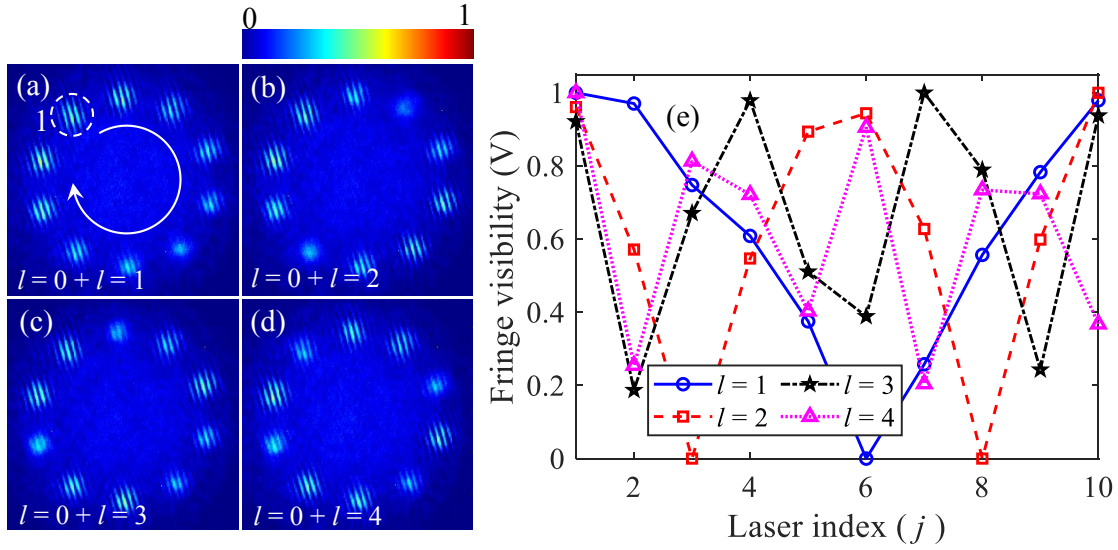 0
1
(a)
1
l = 0 + l = 1
(b)
l = 0 + l = 2
(c)
l = 0 + l = 3
(d)
l = 0 + l = 4
(e)
Fringe visibility (V)
1
0.8
0.6
0.4
0.2
0
l = 1
l = 2
l = 3
l = 4
2
4
6
8
10
Laser index (j)